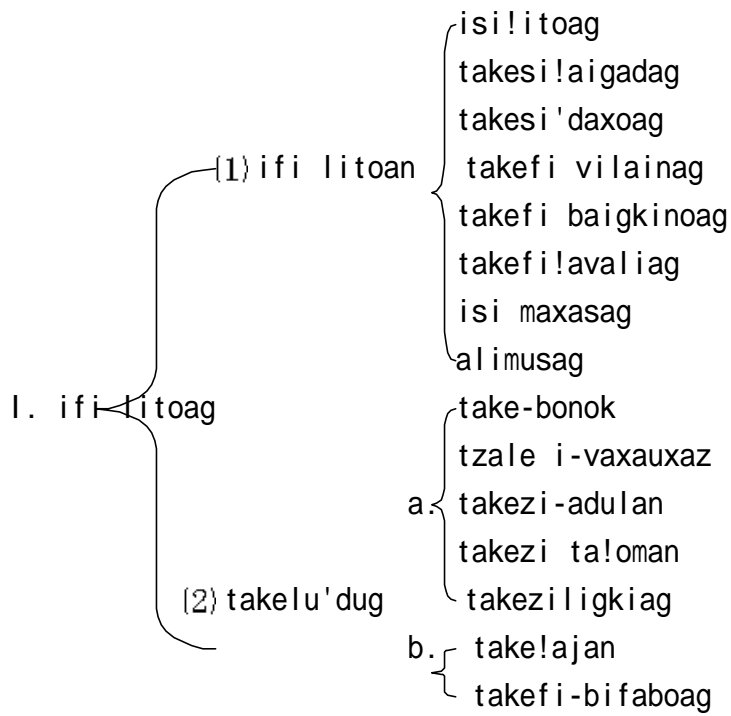 isi!itoag
takesi!aigadag
takesi'daxoag
(1) ifi litoan takefi vilainag
takefi baigkinoag
takefi!avaliag
isi maxasag
alimusag
I. ifi litoag take-bonok
tzale i-vaxauxaz
a. takezi-adulan
takezi ta!oman
(2) takelu'dug takeziligkiag
b. take!ajan
takefi-bifaboag